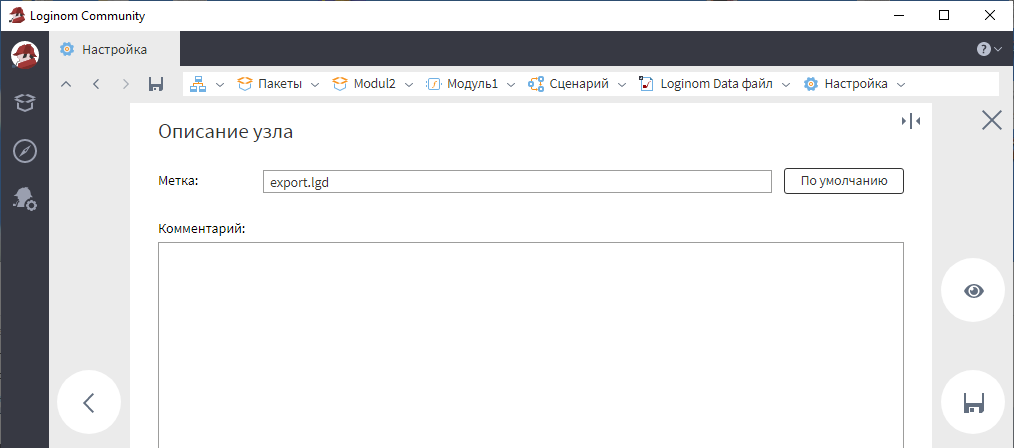 Loginom Community
Настройка
Пакеты Modul2 Модуль1 Сценарий Loginom Data файл Настройка
Описание узла
Метка: export.lgd По умолчанию
Комментарий: